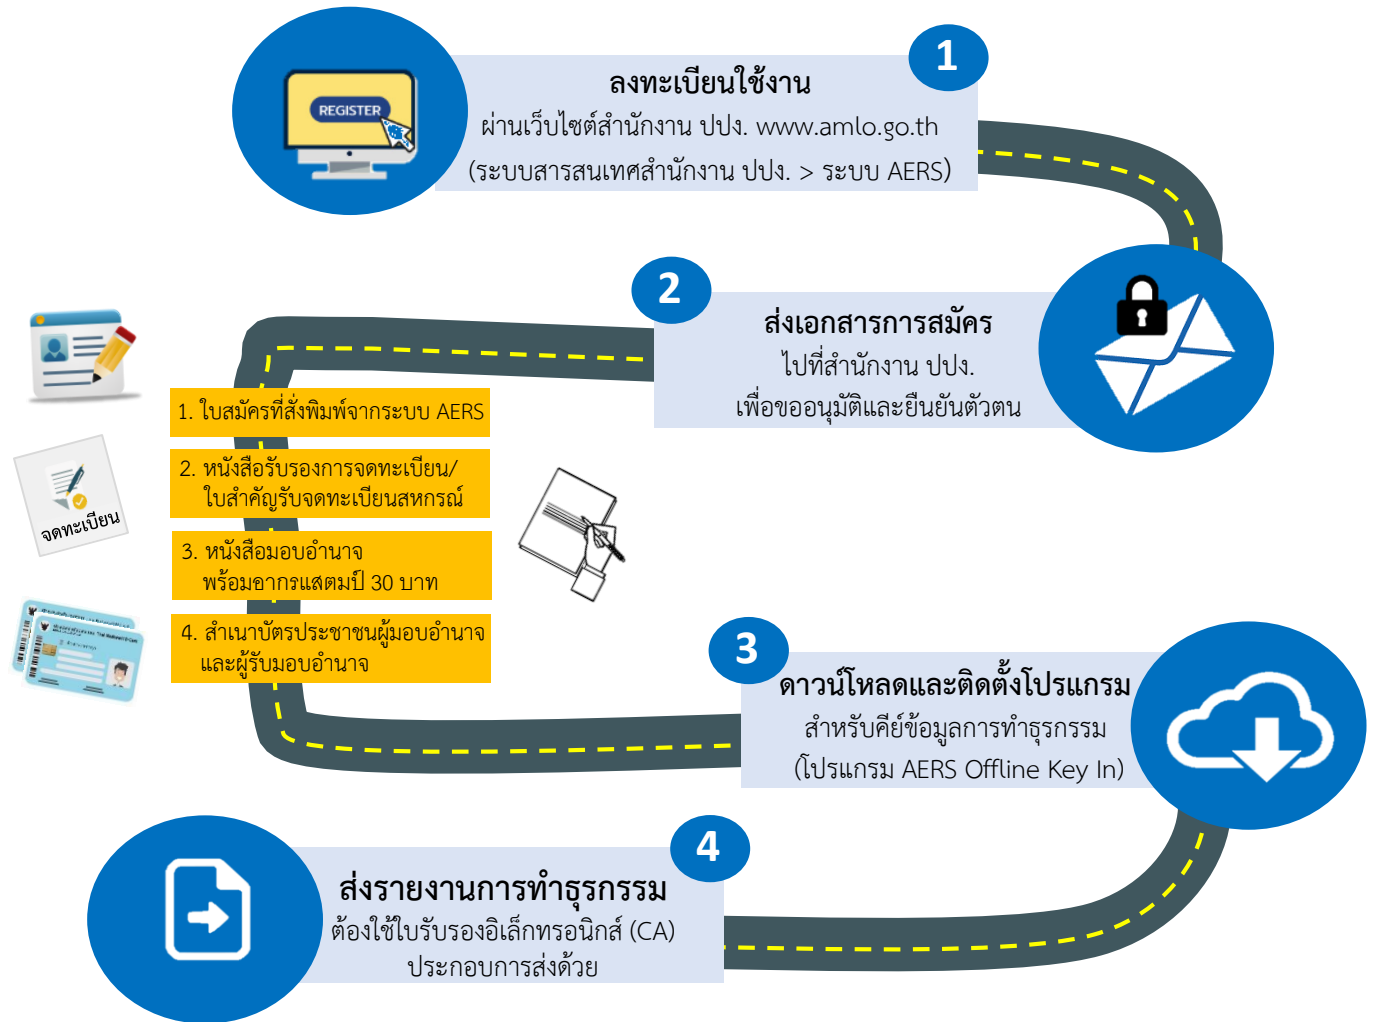 REGISTER
1
ลงทะเบียนใช้งาน
ผ่านเว็บไซต์สำนักงาน ปปง. www.amlo.go.th
(ระบบสารสนเทศสำนักงาน ปปง. > ระบบ AERS)
2
ส่งเอกสารการสมัคร
ไปที่สำนักงาน ปปง.
เพื่อขออนุมัติและยืนยันตัวตน
1. ใบสมัครที่สั่งพิมพ์จากระบบ AERS
2. หนังสือรับรองการจดทะเบียน/
ใบสำคัญรับจดทะเบียนสหกรณ์
จดทะเบียน
3. หนังสือมอบอำนาจ
พร้อมอากรแสตมป์ 30 บาท
4. สำเนาบัตรประชาชนผู้มอบอำนาจ
และผู้รับมอบอำนาจ
3
ดาวน์โหลดและติดตั้งโปรแกรม
สำหรับคีย์ข้อมูลการทำธุรกรรม
(โปรแกรม AERS Offline Key In)
4
ส่งรายงานการทำธุรกรรม
ต้องใช้ใบรับรองอิเล็กทรอนิกส์ (CA)
ประกอบการส่งด้วย